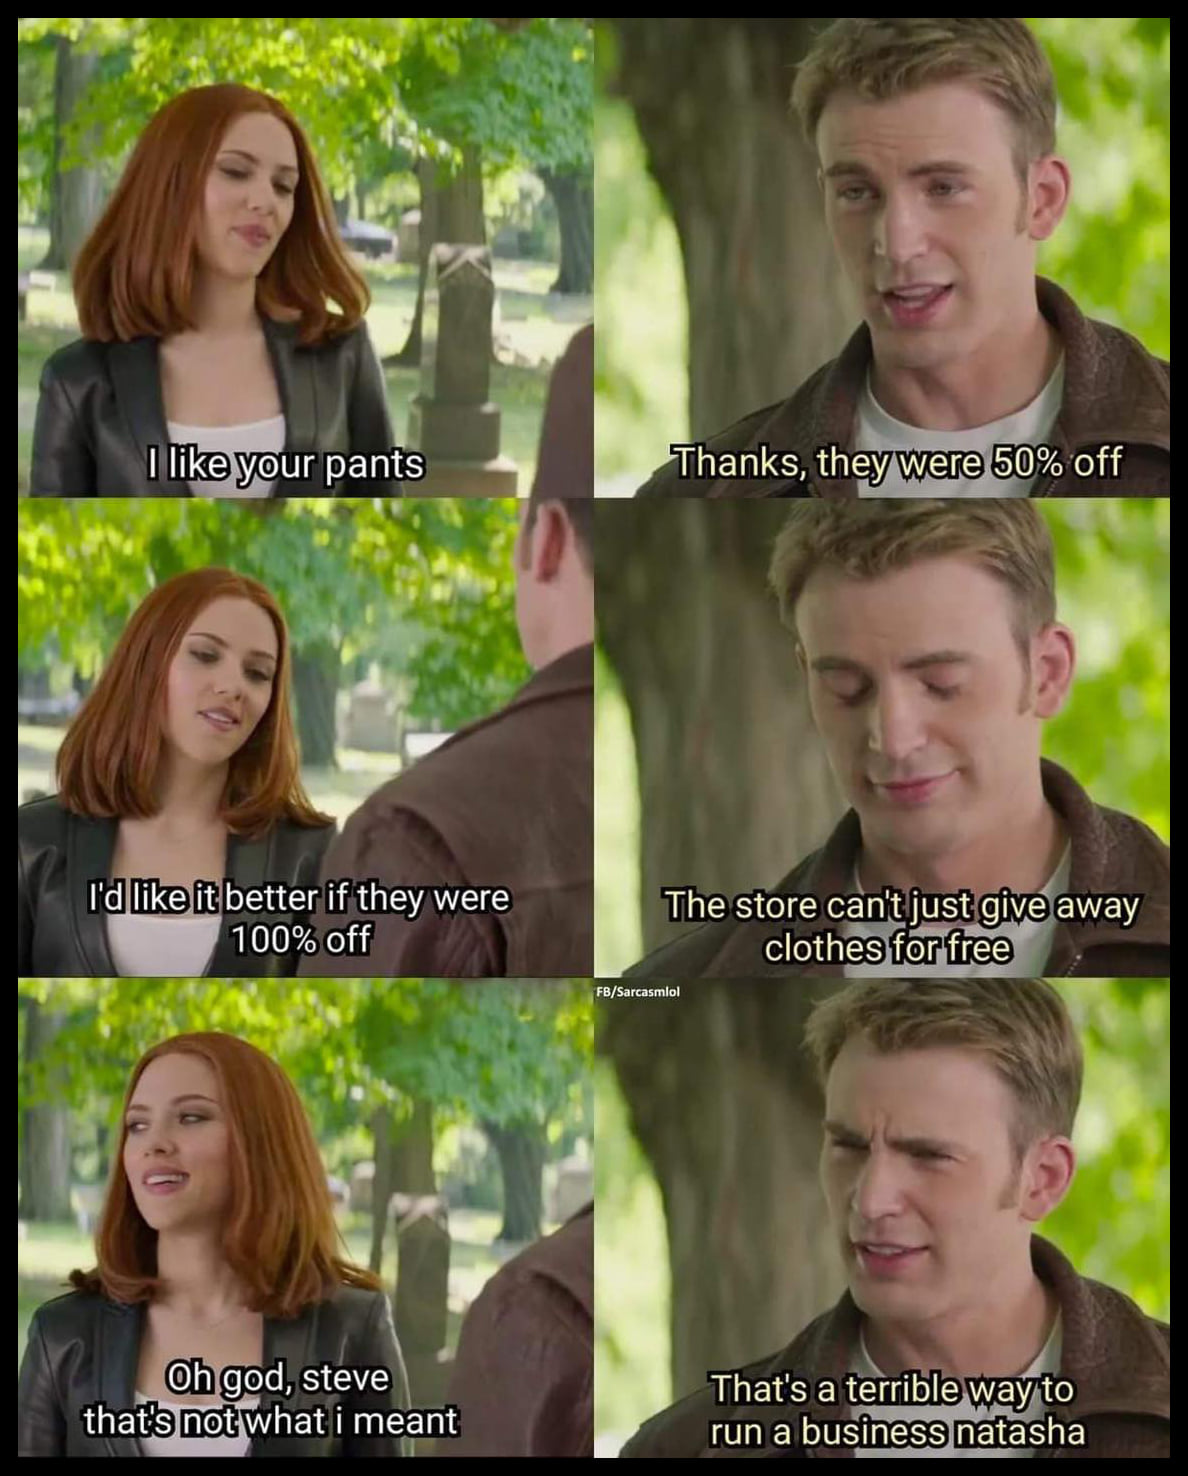 I like your pants
Thanks, they were 50% off
I'd like it better if they were
100% off
The store can't just give away
clothes for free
FB/Sarcasmlol
Oh god, steve
that's not what i meant
That's a terrible way to
run a business natasha